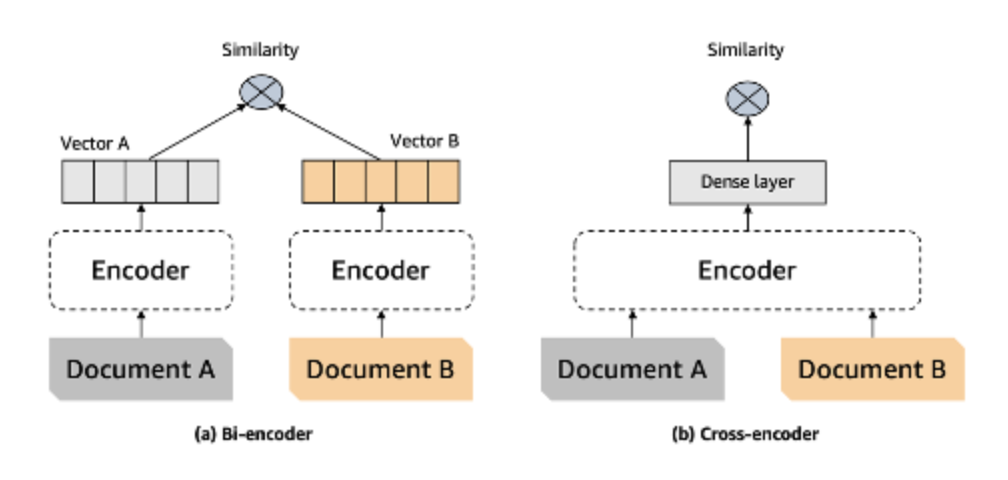 Similarity
Vector A
Vector B
Encoder
Encoder
Document A
Document B
(a) Bi-encoder
Similarity
Dense layer
Encoder
Document A
Document B
(b) Cross-encoder